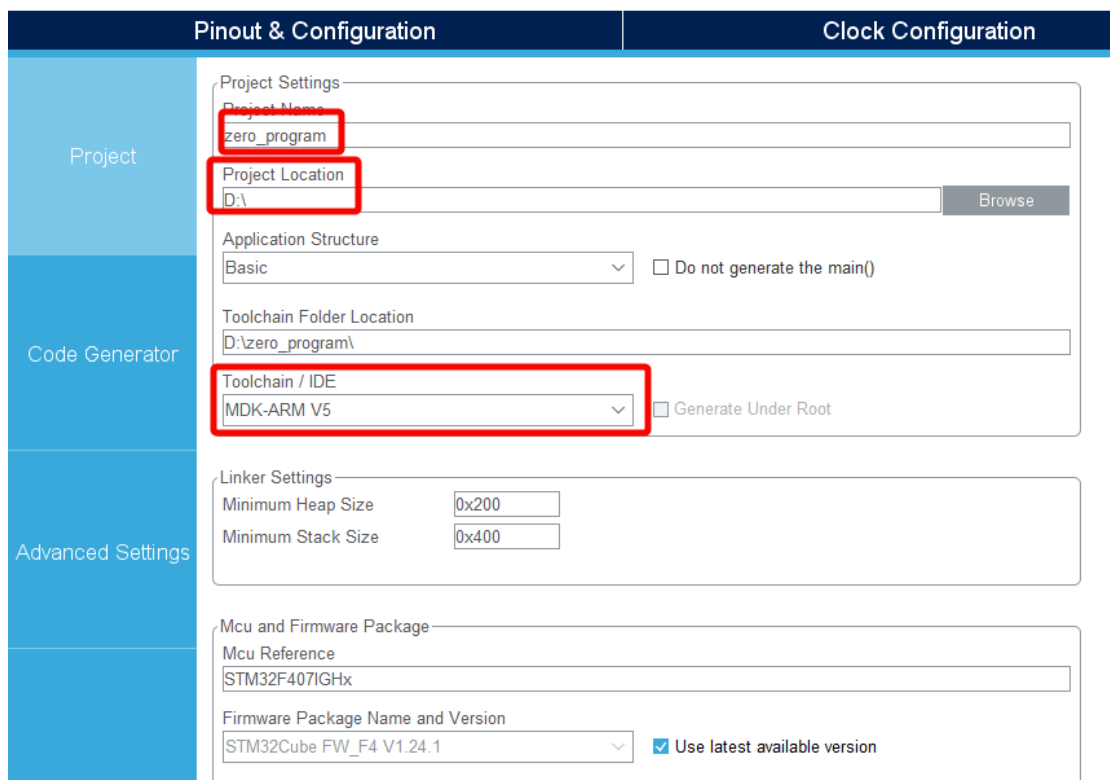 Pinout & Configuration
Clock Configuration
Project
Code Generator
Advanced Settings
Project Settings
Project Name
zero_program
Project Location
D:\
Browse
Application Structure
Basic
Do not generate the main()
Toolchain Folder Location
D:\zero_program\
Toolchain / IDE
MDK-ARM V5
Generate Under Root
Linker Settings
Minimum Heap Size 0x200
Minimum Stack Size 0x400
Mcu and Firmware Package
Mcu Reference
STM32F407IGHx
Firmware Package Name and Version
STM32Cube FW_F4 V1.24.1
Use latest available version